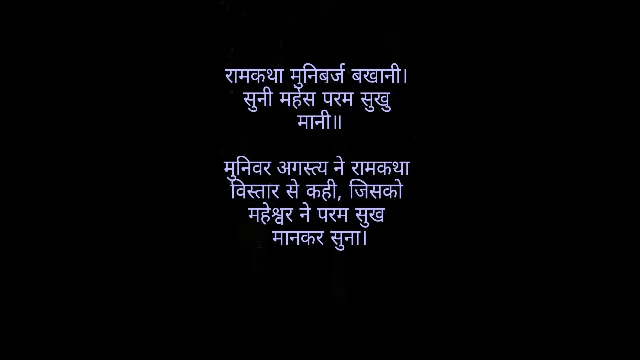 रामकथा मुनिबर्ज बखानी।
सुनी महेस परम सुखु
मानी॥
मुनिवर अगस्त्य ने रामकथा
विस्तार से कही, जिसको
महेश्वर ने परम सुख
मानकर सुना।